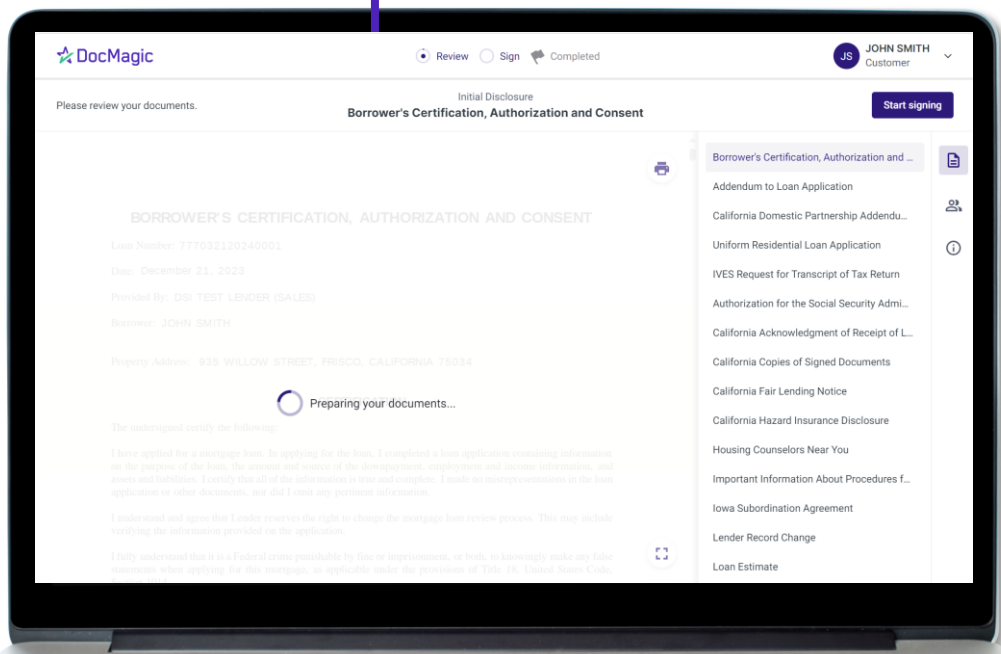 DocMagic
Review
Sign
Completed
JS
JOHN SMITH
Customer
Please review your documents.
Initial Disclosure
Borrower's Certification, Authorization and Consent
Start signing
BORROWER'S CERTIFICATION, AUTHORIZATION AND CONSENT
Loan Number: 777032120240001
Date: December 21, 2023
Provided By: DSI TEST LENDER (SALES)
Borrower: JOHN SMITH
Property Address: 936 WILLOW STREET, FRISCO, CALIFORNIA 75034
Preparing your documents...
The undersigned certify the following:
I have applied for a mortgage loan. In applying for the loan, I completed a loan application containing information
on the purpose of the loan, the amount and source of the downpayment, employment and income information, and
assets and liabilities. I certify that all of the information is true and complete. I made no misrepresentations in the loan
application or other documents, nor did I omit any pertinent information.
I understand and agree that Lender reserves the right to change the mortgage loan review process. This may include
verifying the information provided on the application.
I fully understand that it is a Federal crime punishable by fine or imprisonment, or both, to knowingly make any false
statements when applying for this mortgage, as applicable under the provisions of Title 18, United States Code,
Borrower's Certification, Authorization and ...
Addendum to Loan Application
California Domestic Partnership Addendu...
Uniform Residential Loan Application
IVES Request for Transcript of Tax Return
Authorization for the Social Security Admi...
California Acknowledgment of Receipt of L...
California Copies of Signed Documents
California Fair Lending Notice
California Hazard Insurance Disclosure
Housing Counselors Near You
Important Information About Procedures f...
Iowa Subordination Agreement
Lender Record Change
Loan Estimate